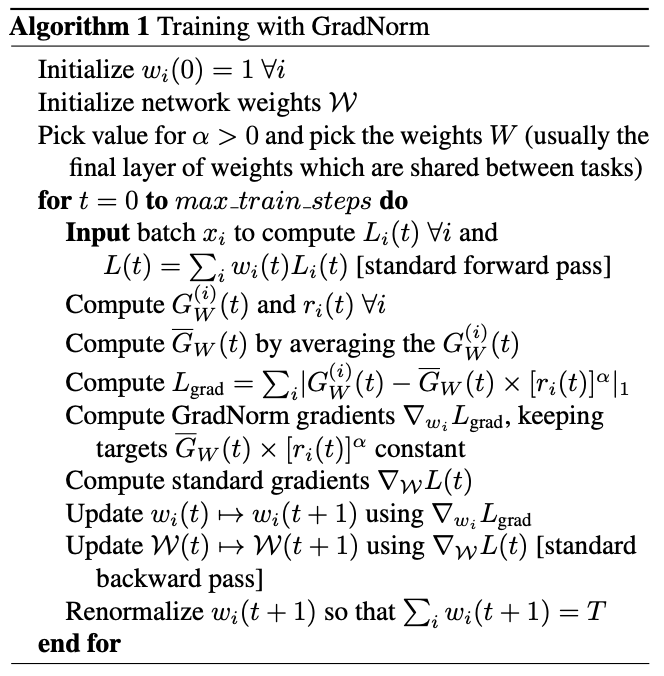 Algorithm 1 Training with GradNorm
Initialize $w_i(0) = 1 \ \forall i$
Initialize network weights $\mathcal{W}$
Pick value for $\alpha > 0$ and pick the weights $W$ (usually the
final layer of weights which are shared between tasks)
for $t = 0$ to $max\_train\_steps$ do
Input batch $x_i$ to compute $L_i(t) \ \forall i$ and
$L(t) = \sum_i w_i(t) L_i(t)$ [standard forward pass]
Compute $G_W^{(i)}(t)$ and $r_i(t) \ \forall i$
Compute $\overline{G}_W(t)$ by averaging the $G_W^{(i)}(t)$
Compute $L_{\text{grad}} = \sum_i |G_W^{(i)}(t) - \overline{G}_W(t) \times [r_i(t)]^\alpha|_1$
Compute GradNorm gradients $\nabla_{w_i} L_{\text{grad}}$, keeping
targets $\overline{G}_W(t) \times [r_i(t)]^\alpha$ constant
Compute standard gradients $\nabla_{\mathcal{W}} L(t)$
Update $w_i(t) \mapsto w_i(t+1)$ using $\nabla_{w_i} L_{\text{grad}}$
Update $\mathcal{W}(t) \mapsto \mathcal{W}(t+1)$ using $\nabla_{\mathcal{W}} L(t)$ [standard
backward pass]
Renormalize $w_i(t+1)$ so that $\sum_i w_i(t+1) = T$
end for